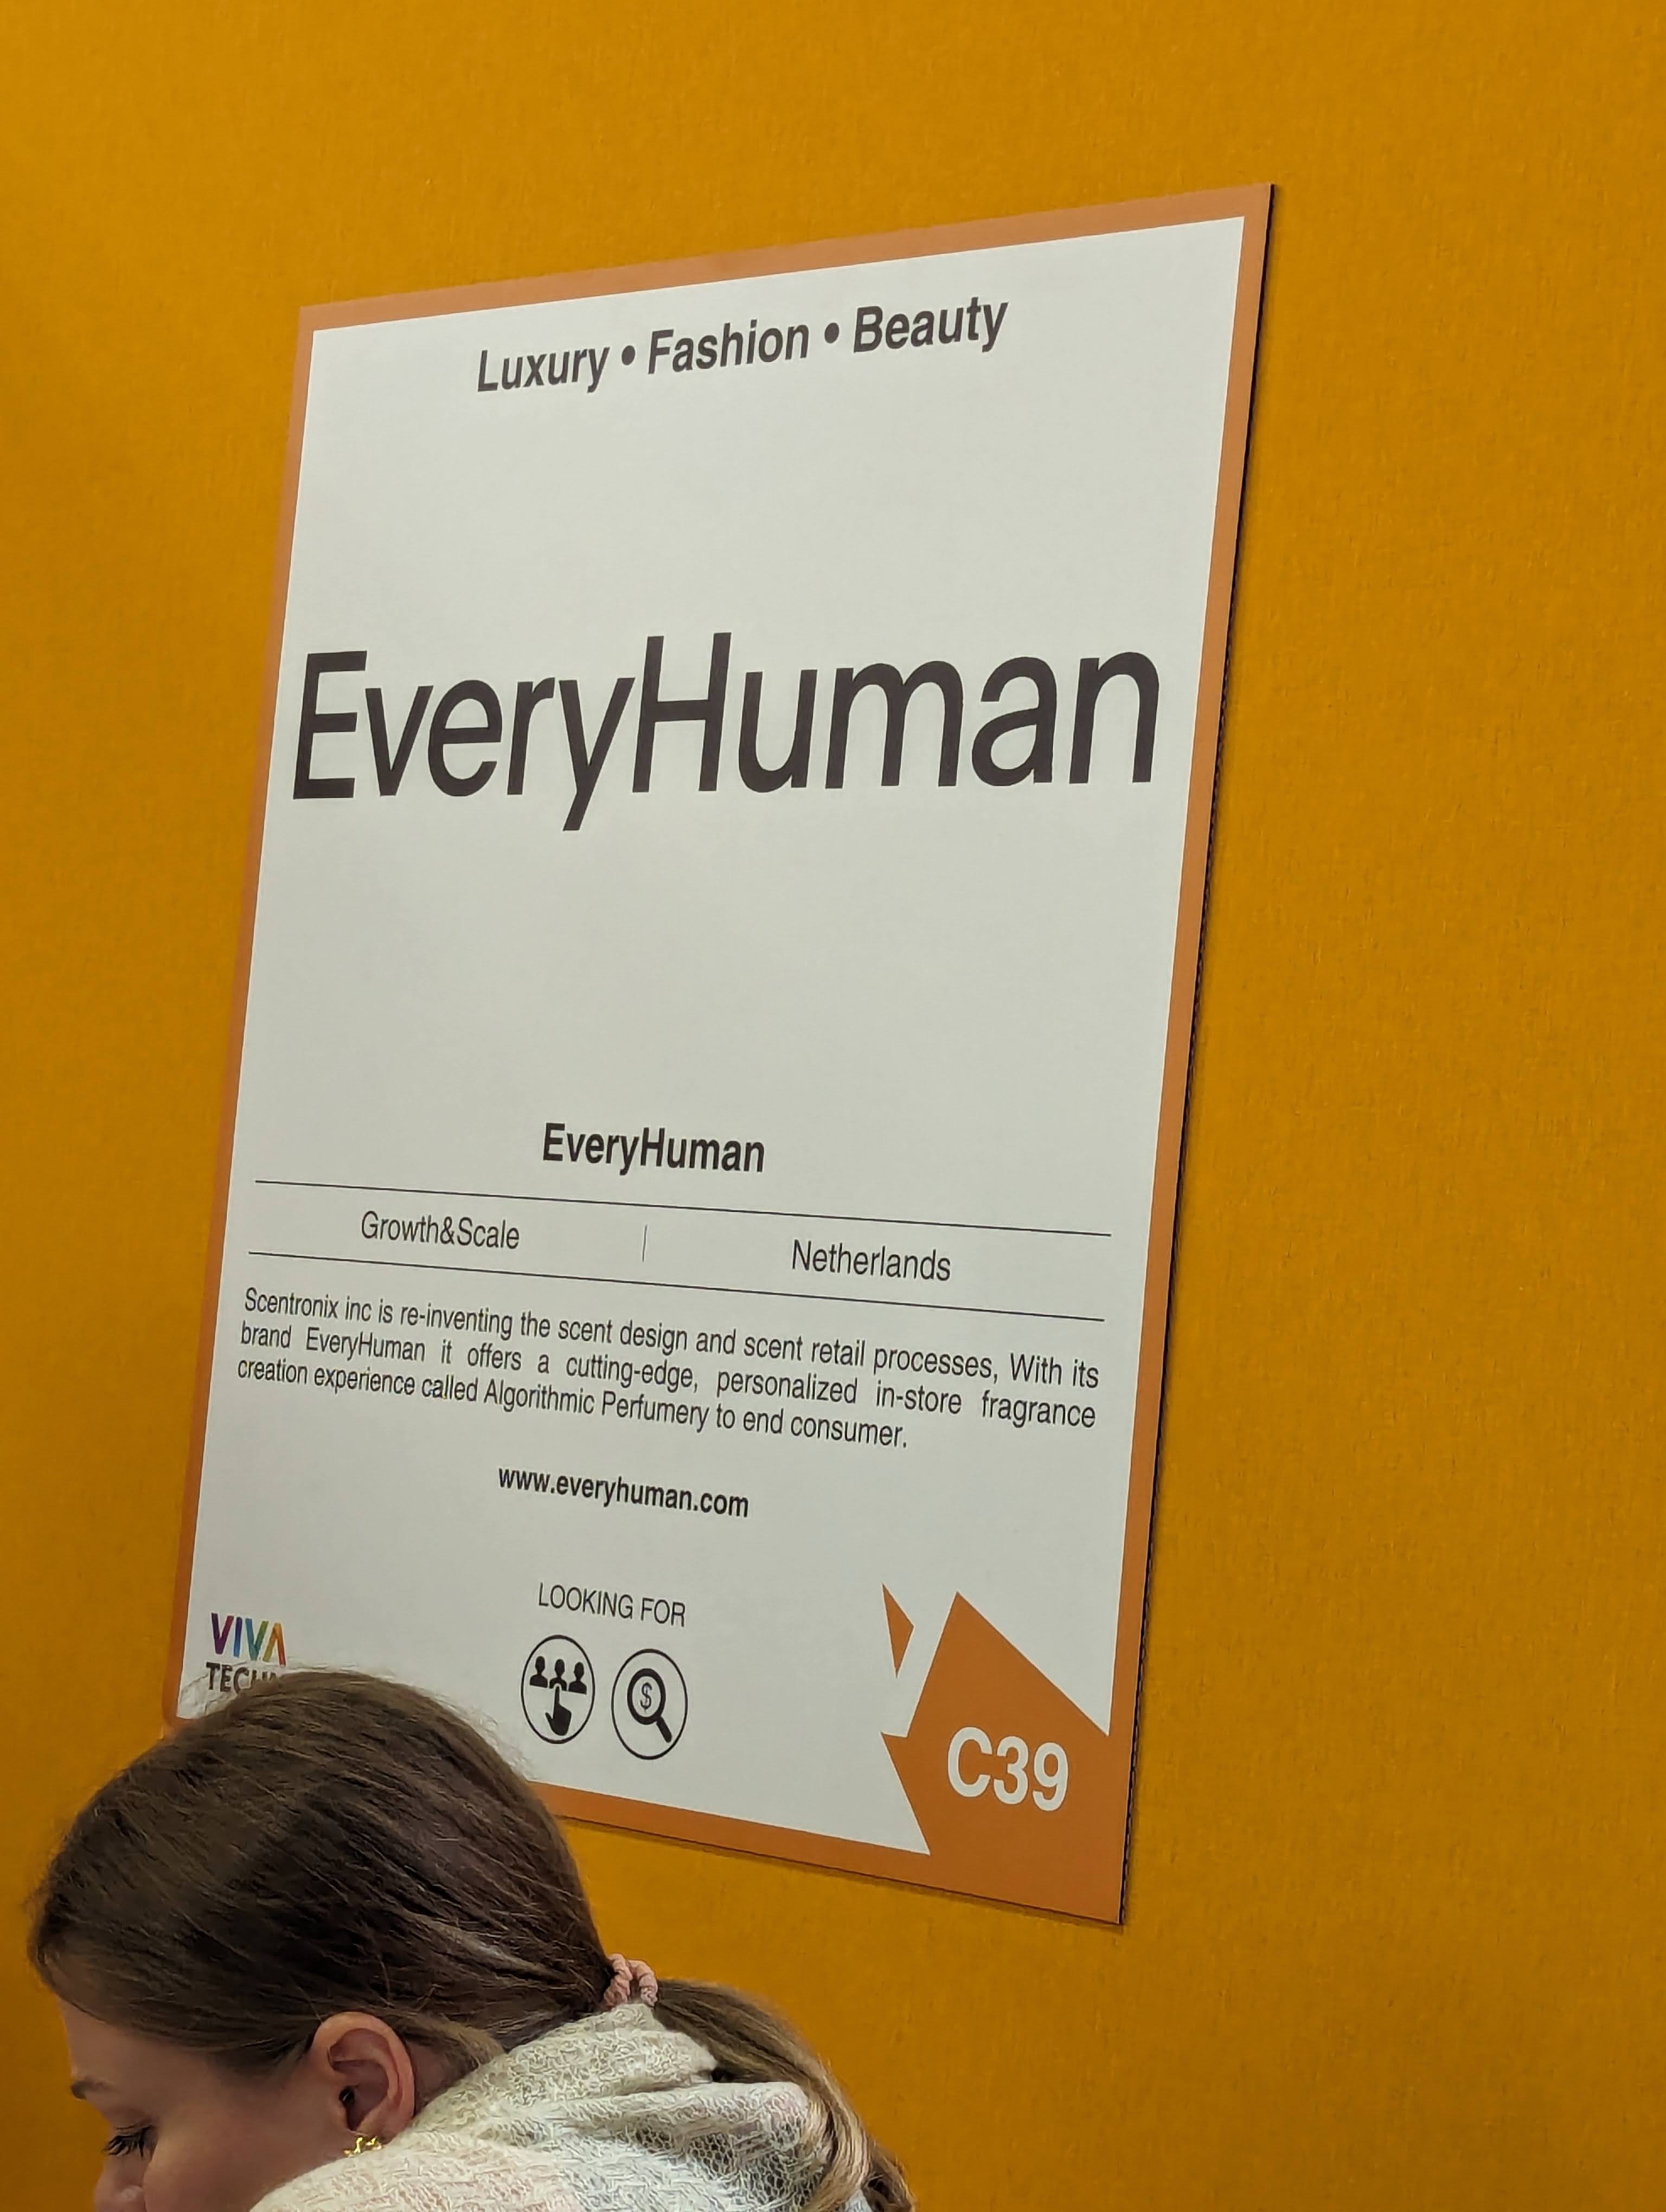 Luxury • Fashion • Beauty
EveryHuman
EveryHuman
Growth&Scale | Netherlands
Scentronix inc is re-inventing the scent design and scent retail processes, With its
brand EveryHuman it offers a cutting-edge, personalized in-store fragrance
creation experience called Algorithmic Perfumery to end consumer.
www.everyhuman.com
LOOKING FOR
VIVA
$
C39